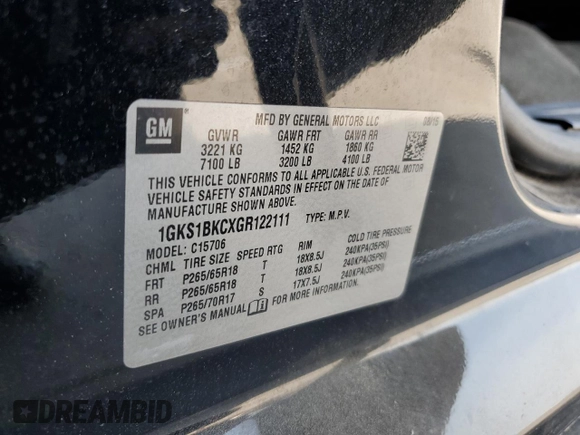 GM
MFD BY GENERAL MOTORS LLC 08/15
GVWR GAWR FRT GAWR RR
3221 KG 1452 KG 1860 KG
7100 LB 3200 LB 4100 LB
THIS VEHICLE CONFORMS TO ALL APPLICABLE U.S. FEDERAL MOTOR
VEHICLE SAFETY STANDARDS IN EFFECT ON THE DATE OF
MANUFACTURE SHOWN ABOVE.
1GKS1BKCXGR122111 TYPE: M.P.V.
MODEL: C15706
CHML TIRE SIZE SPEED RTG RIM COLD TIRE PRESSURE
FRT P265/65R18 T 18X8.5J 240KPA(35PSI)
RR P265/65R18 T 18X8.5J 240KPA(35PSI)
SPA P265/70R17 S 17X7.5J 240KPA(35PSI)
SEE OWNER'S MANUAL FOR MORE INFORMATION.
DREAMBID